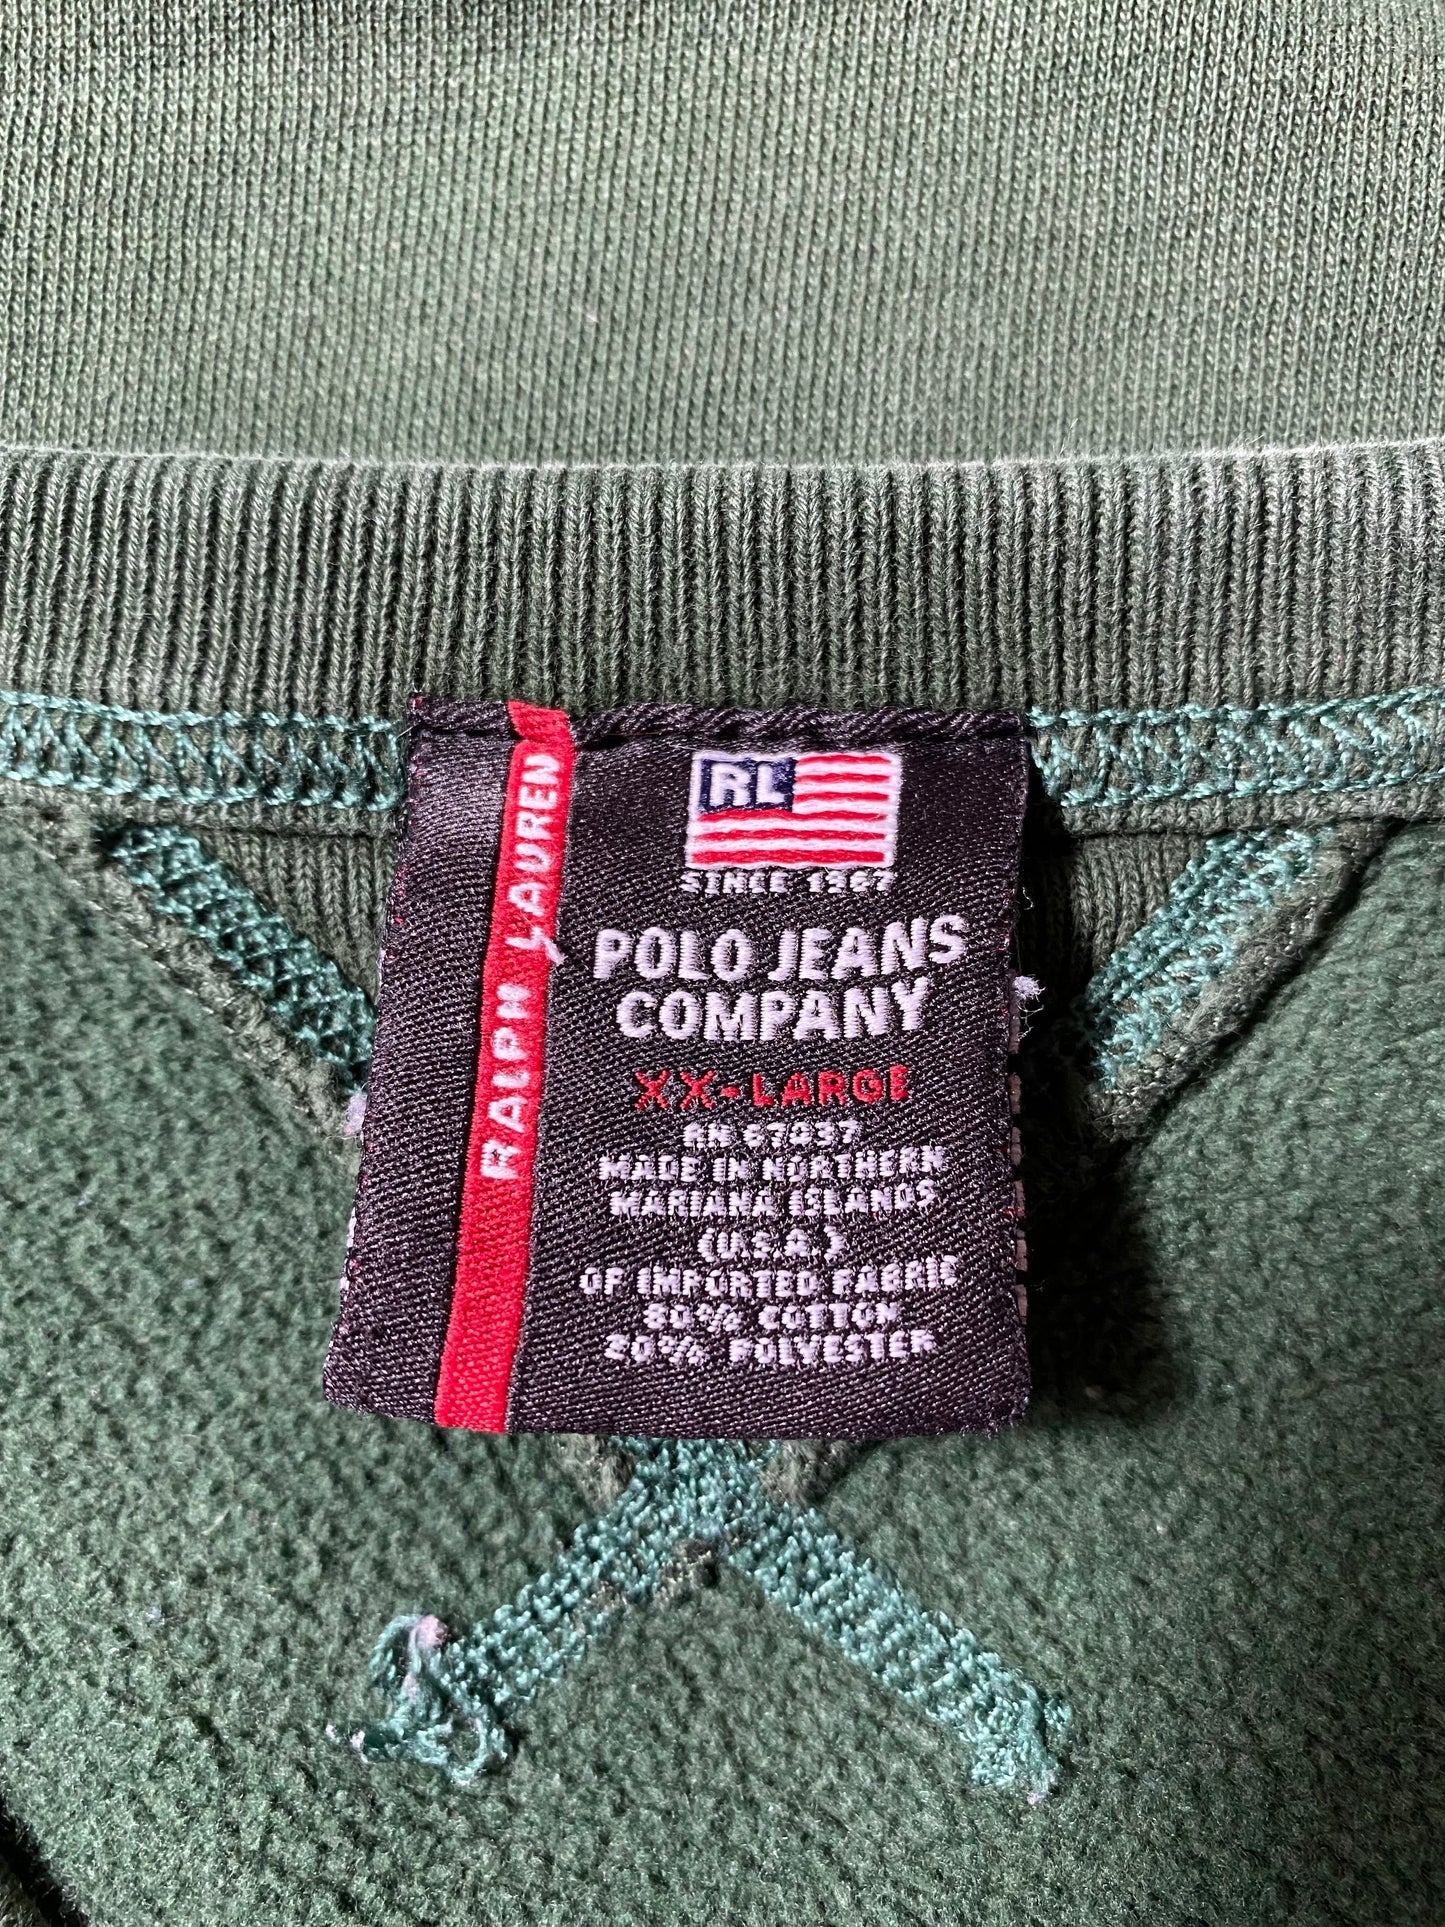 RALPH LAUREN
RL
SINCE 1967
POLO JEANS
COMPANY
XX-LARGE
RN 67037
MADE IN NORTHERN
MARIANA ISLANDS
(U.S.A.)
OF IMPORTED FABRIC
80% COTTON
20% POLYESTER